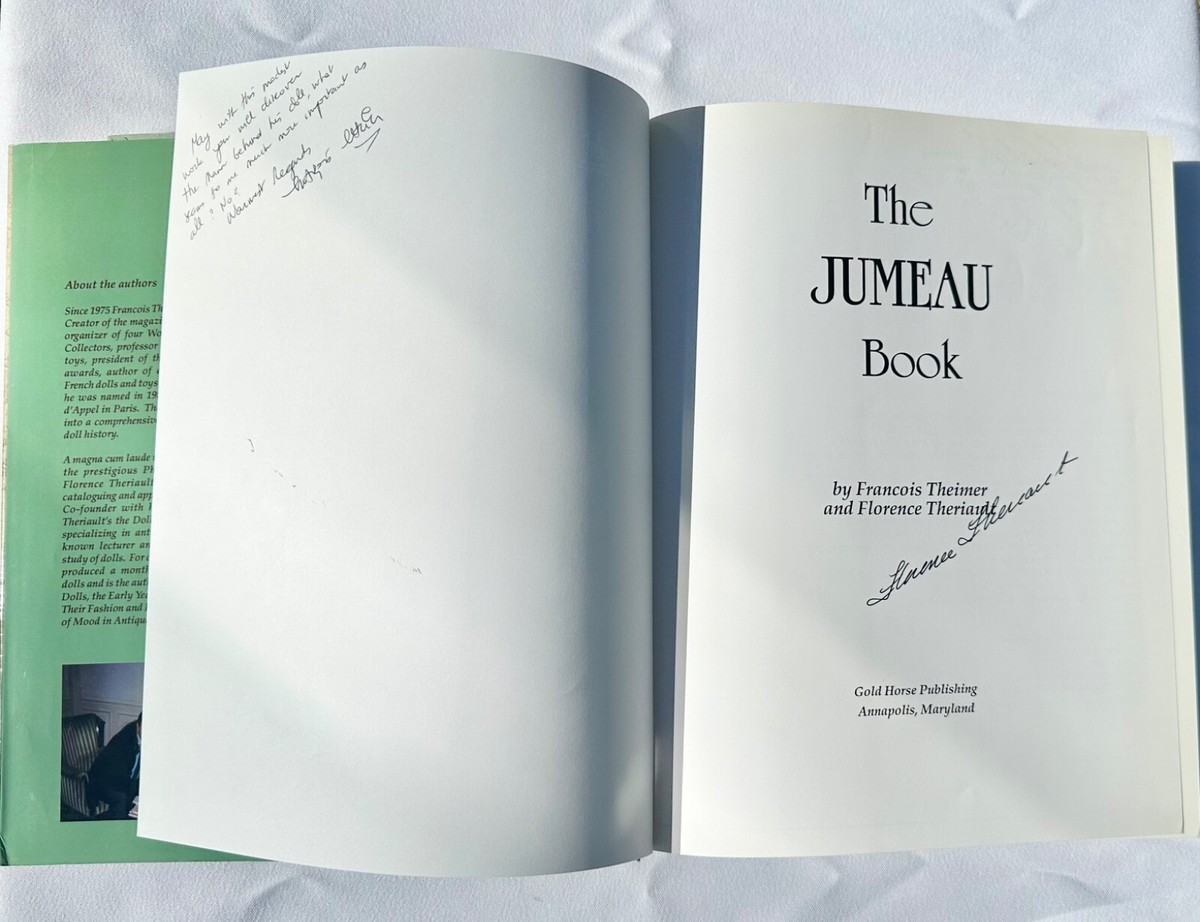 May with this modest
work you will discover
the man behind his doll, what
seem to me much more important as
all? No?
Warmest Regards
About the authors
Since 1975 Francois Th
Creator of the magazi
organizer of four Wo
Collectors, professor
toys, president of th
awards, author of
French dolls and toys
he was named in 19
d'Appel in Paris. Th
into a comprehensiv
doll history.
A magna cum laude
the prestigious Ph
Florence Theriault
cataloguing and app
Co-founder with
Theriault's the Dol
specializing in ant
known lecturer an
study of dolls. For
produced a month
dolls and is the aut
Dolls, the Early Ye
Their Fashion and
of Mood in Antiqu
The
JUMEAU
Book
by Francois Theimer
and Florence Theriault
Florence Theriault
Gold Horse Publishing
Annapolis, Maryland